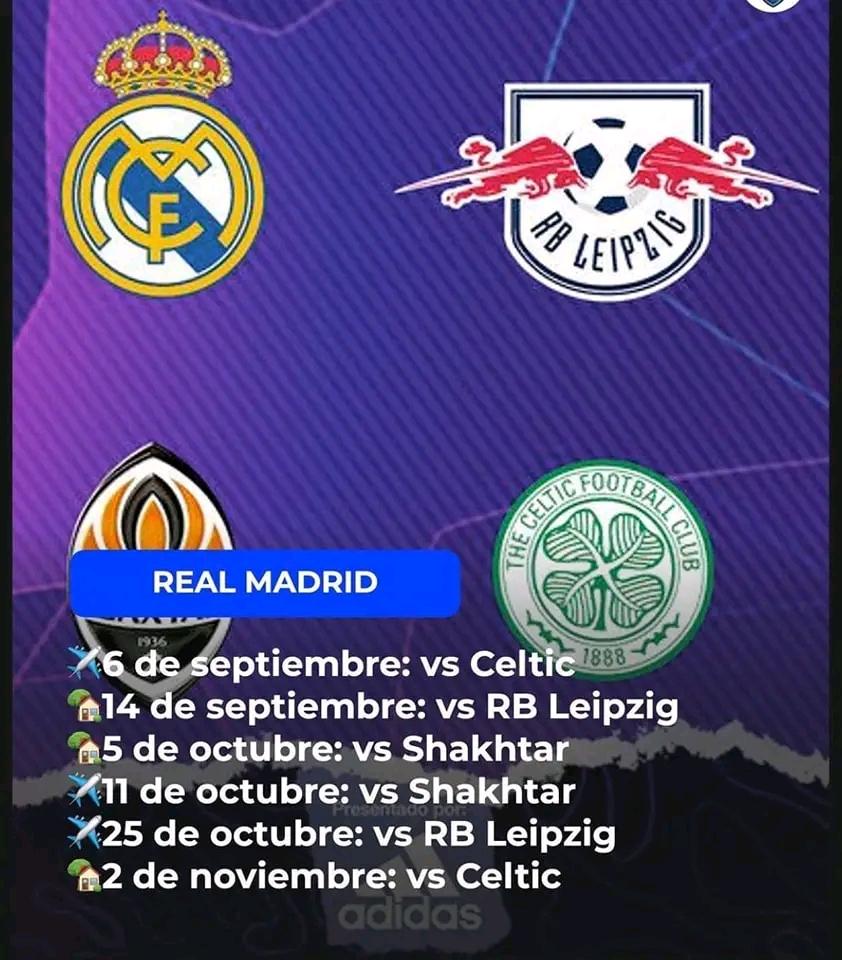 RB LEIPZIG
THE CELTIC FOOTBALL CLUB
1888
REAL MADRID
1936
✈️6 de septiembre: vs Celtic
🏡14 de septiembre: vs RB Leipzig
🏡5 de octubre: vs Shakhtar
✈️11 de octubre: vs Shakhtar
Presentado por:
✈️25 de octubre: vs RB Leipzig
🏡2 de noviembre: vs Celtic
adidas